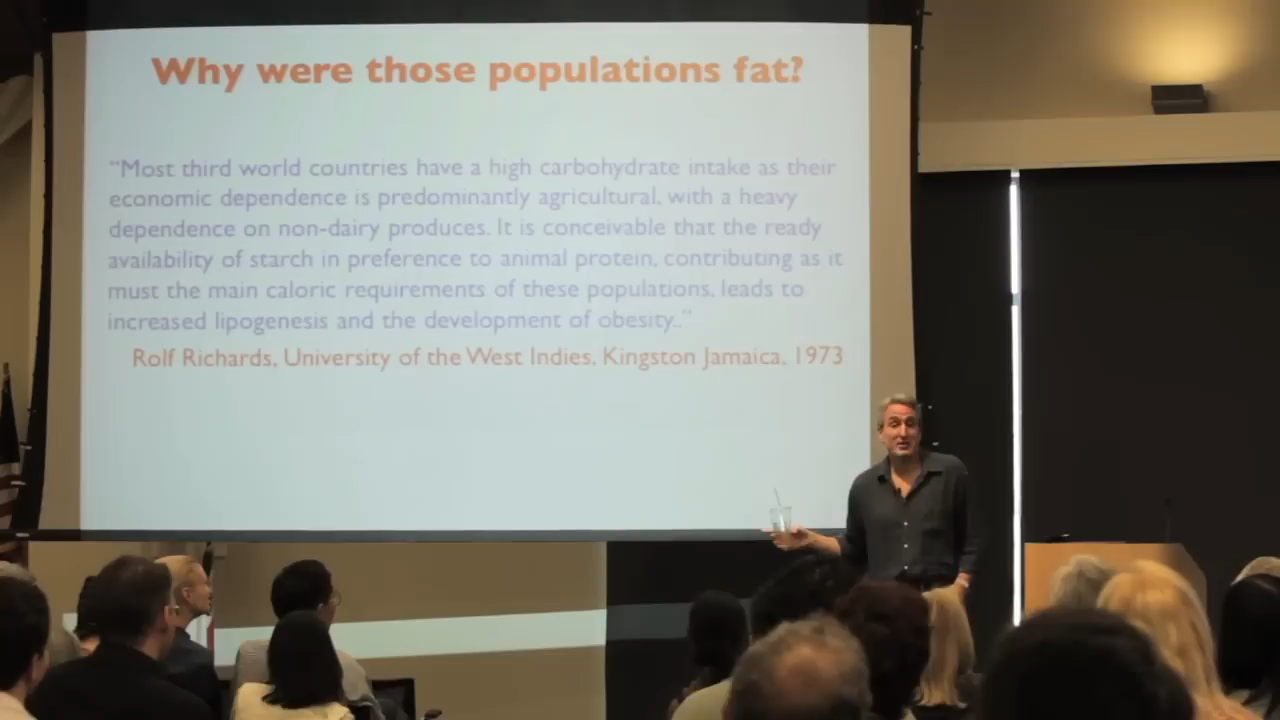 Why were those populations fat?
“Most third world countries have a high carbohydrate intake as their
economic dependence is predominantly agricultural, with a heavy
dependence on non-dairy produces. It is conceivable that the ready
availability of starch in preference to animal protein, contributing as it
must the main caloric requirements of these populations, leads to
increased lipogenesis and the development of obesity..”
Rolf Richards, University of the West Indies, Kingston Jamaica, 1973